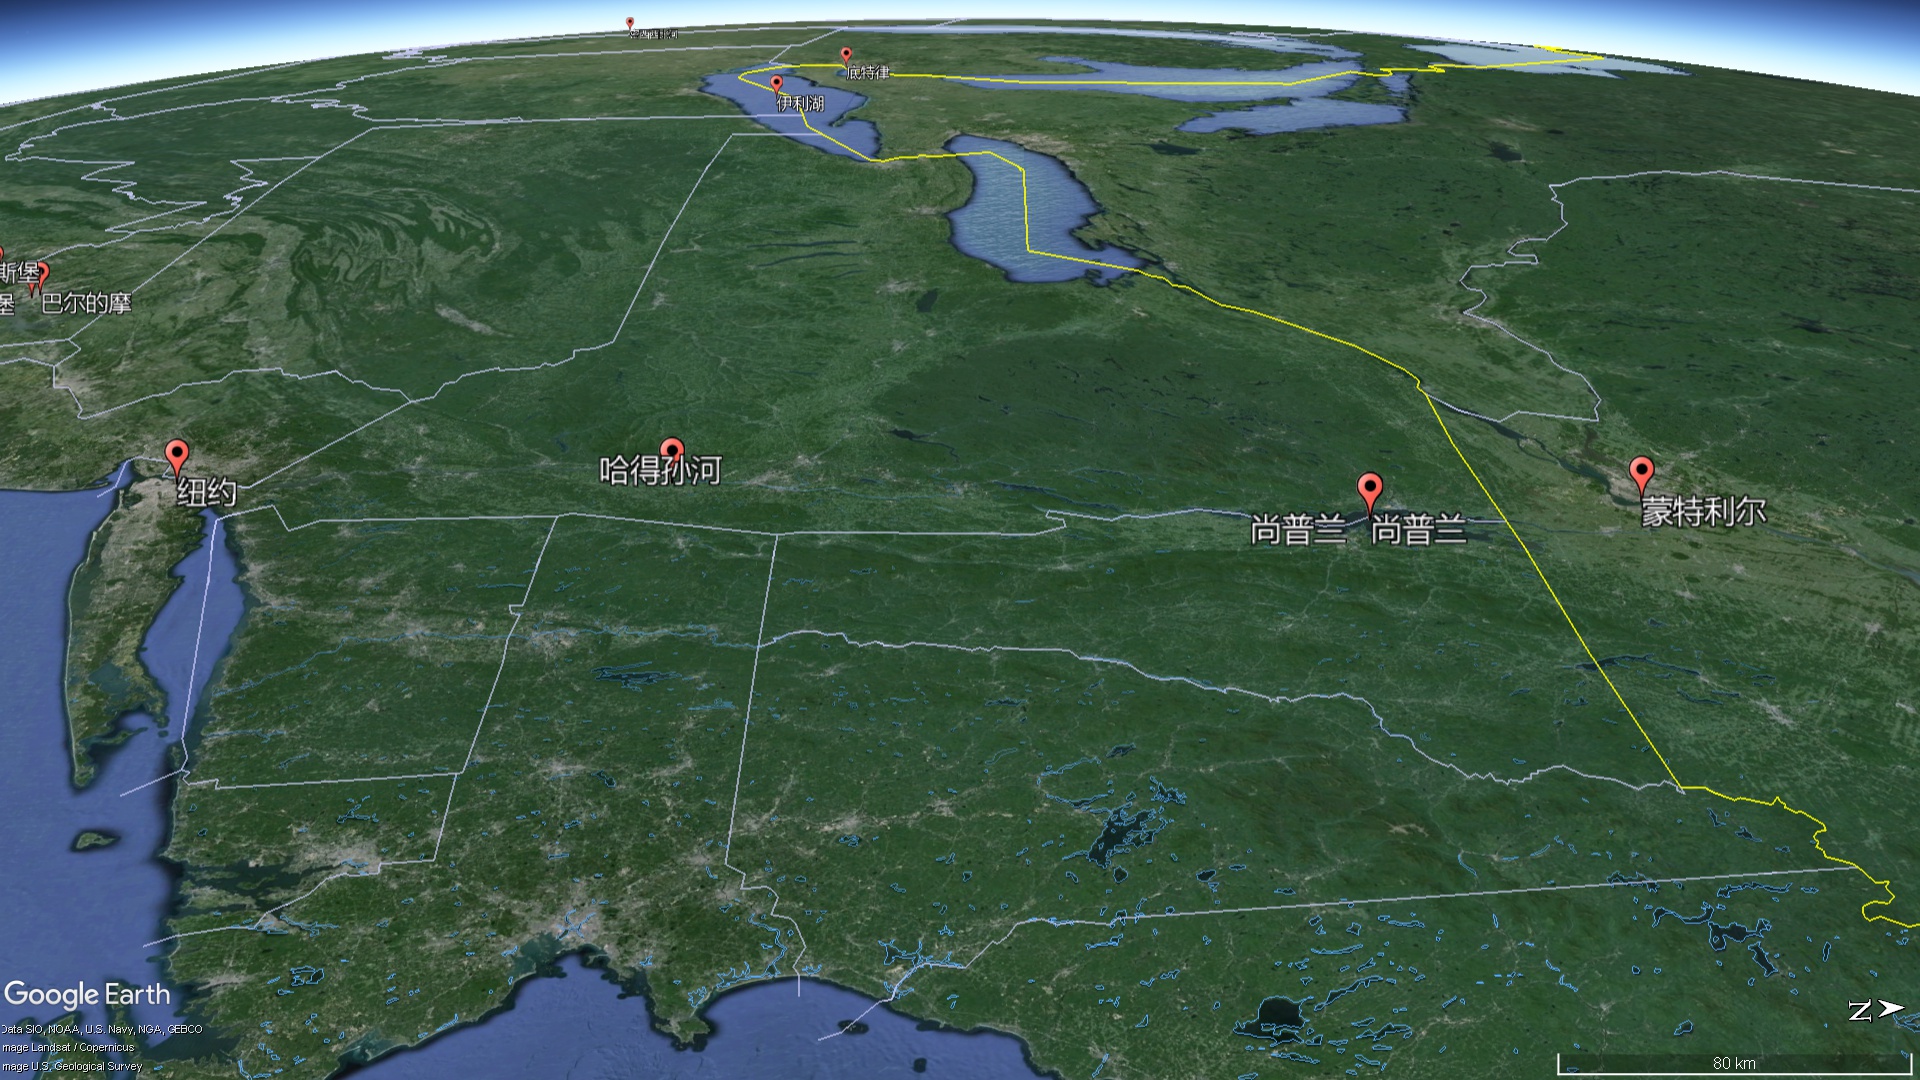 底特律
伊利湖
斯堡
堡
巴尔的摩
纽约
哈得孙河
尚普兰 尚普兰
蒙特利尔
Google Earth
Data SIO, NOAA, U.S. Navy, NGA, GEBCO
mage Landsat / Copernicus
mage U.S. Geological Survey
N
80 km